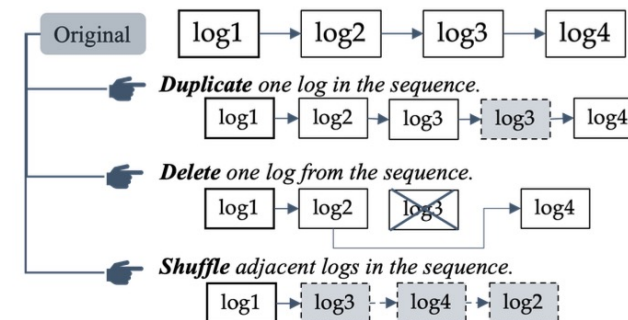 Original log1 log2 log3 log4
Duplicate one log in the sequence.
log1 log2 log3 log3 log4
Delete one log from the sequence.
log1 log2 log3 log4
Shuffle adjacent logs in the sequence.
log1 log3 log4 log2